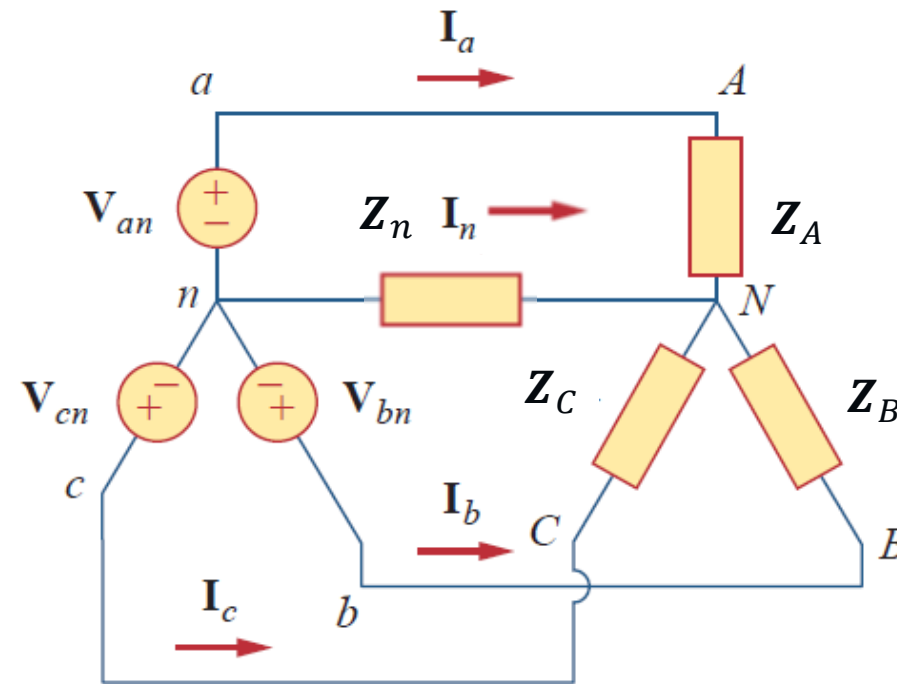 I_a
a
A
+
−
V_an
Z_n
I_n
Z_A
n
N
−
+
V_cn
−
+
V_bn
Z_C
Z_B
c
I_b
C
B
I_c
b